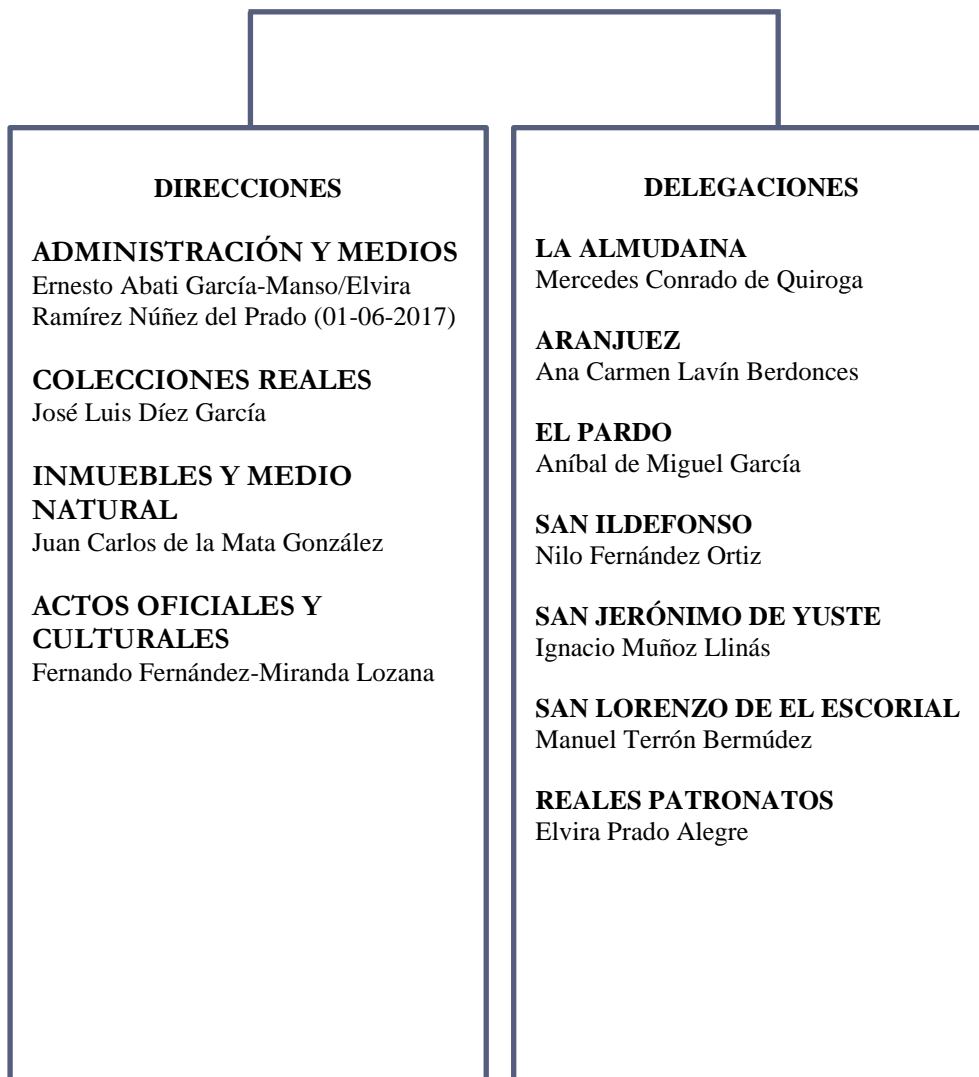 DIRECCIONES
ADMINISTRACIÓN Y MEDIOS
Ernesto Abati García-Manso/Elvira
Ramírez Núñez del Prado (01-06-2017)
COLECCIONES REALES
José Luis Díez García
INMUEBLES Y MEDIO
NATURAL
Juan Carlos de la Mata González
ACTOS OFICIALES Y
CULTURALES
Fernando Fernández-Miranda Lozana
DELEGACIONES
LA ALMUDAINA
Mercedes Conrado de Quiroga
ARANJUEZ
Ana Carmen Lavín Berdonces
EL PARDO
Aníbal de Miguel García
SAN ILDEFONSO
Nilo Fernández Ortiz
SAN JERÓNIMO DE YUSTE
Ignacio Muñoz Llinás
SAN LORENZO DE EL ESCORIAL
Manuel Terrón Bermúdez
REALES PATRONATOS
Elvira Prado Alegre